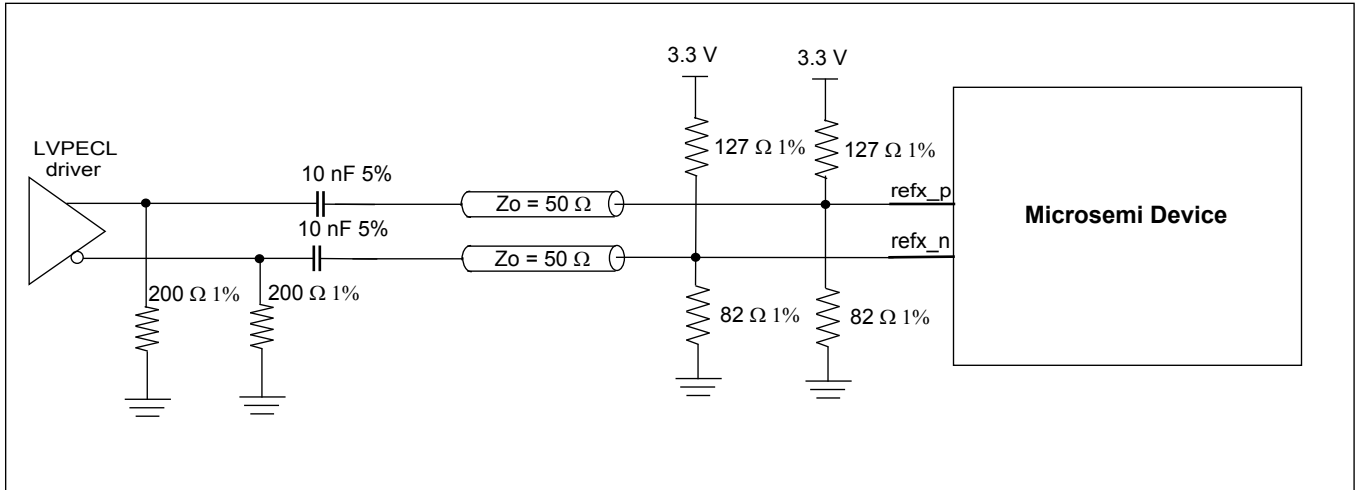 3.3 V
3.3 V
127 Ω 1%
127 Ω 1%
LVPECL
driver
10 nF 5%
Zo = 50 Ω
refx_p
Microsemi Device
10 nF 5%
Zo = 50 Ω
refx_n
200 Ω 1%
200 Ω 1%
82 Ω 1%
82 Ω 1%